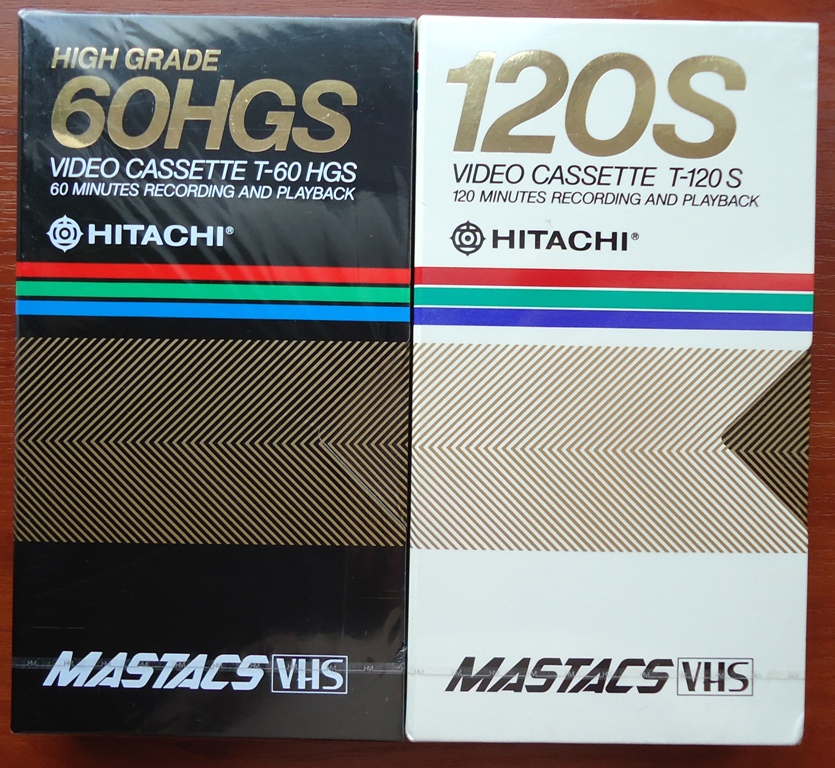 HIGH GRADE
60HGS
VIDEO CASSETTE T-60 HGS
60 MINUTES RECORDING AND PLAYBACK
HITACHI®
MASTACS VHS
120S
VIDEO CASSETTE T-120 S
120 MINUTES RECORDING AND PLAYBACK
HITACHI®
MASTACS VHS